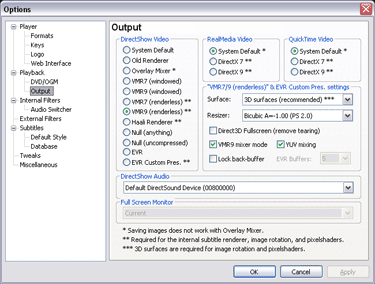 Options
Player
Formats
Keys
Logo
Web Interface
Playback
DVD/OGM
Output
Internal Filters
Audio Switcher
External Filters
Subtitles
Default Style
Database
Tweaks
Miscellaneous
Output
DirectShow Video
System Default
Old Renderer
Overlay Mixer *
VMR7 (windowed)
VMR9 (windowed)
VMR7 (renderless) **
VMR9 (renderless) **
Haali Renderer **
Null (anything)
Null (uncompressed)
EVR
EVR Custom Pres. **
RealMedia Video
System Default *
DirectX 7 **
DirectX 9 **
QuickTime Video
System Default *
DirectX 7 **
DirectX 9 **
"VMR7/9 (renderless)" & EVR Custom Pres. settings
Surface: 3D surfaces (recommended) ***
Resizer: Bicubic A=-1.00 (PS 2.0)
Direct3D Fullscreen (remove tearing)
VMR9 mixer mode YUV mixing
Lock back-buffer EVR Buffers: 5
DirectShow Audio
Default DirectSound Device (00800000)
Full Screen Monitor
Current
* Saving images does not work with Overlay Mixer.
** Required for the internal subtitle renderer, image rotation, and pixelshaders.
*** 3D surfaces are required for image rotation and pixelshaders.
OK Cancel Apply